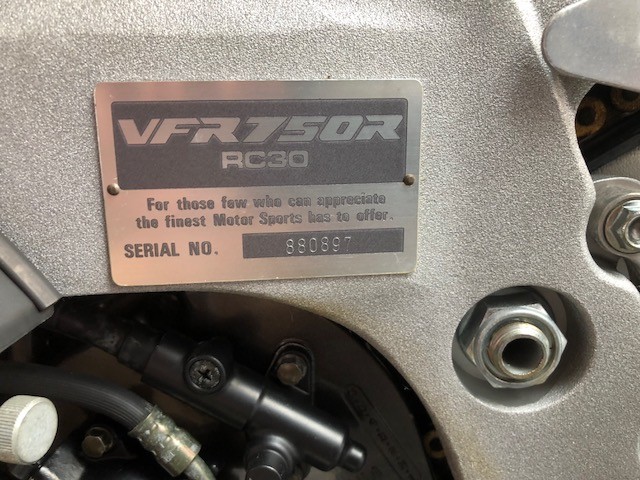 VFR750R
RC30
For those few who can appreciate
the finest Motor Sports has to offer.
SERIAL NO. 880897